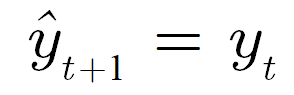 ŷ_{t+1} = y_t